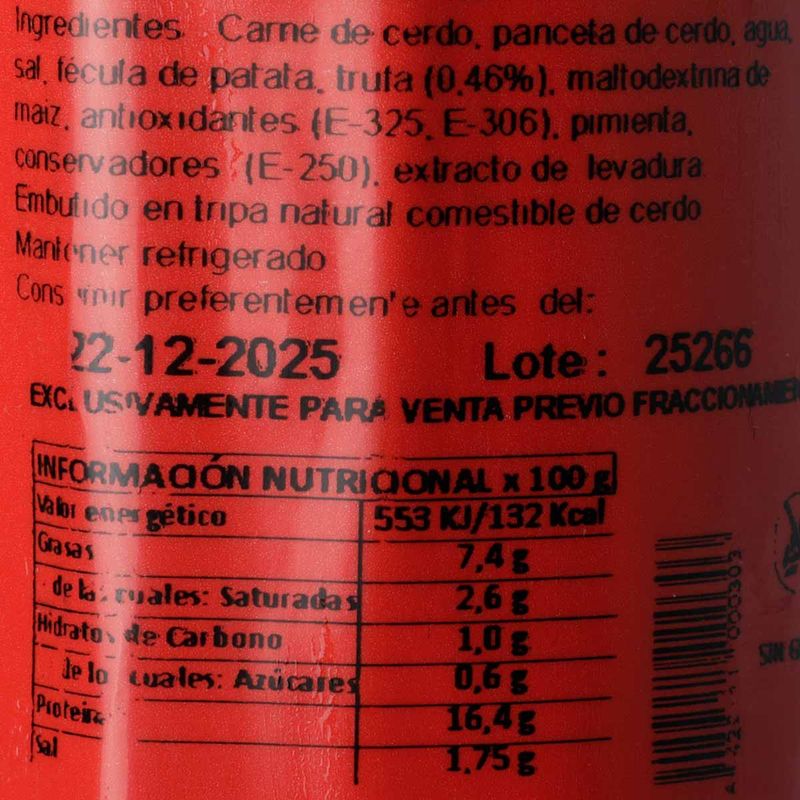 Ingredientes. Carne de cerdo, panceta de cerdo, agua,
sal, fécula de patata, trufa (0,46%), maltodextrina de
maíz, antioxidantes (E-325, E-306), pimienta,
conservadores (E-250), extracto de levadura
Embutido en tripa natural comestible de cerdo
Mantener refrigerado
Consumir preferentemente antes del:
22-12-2025 Lote: 25266
EXCLUSIVAMENTE PARA VENTA PREVIO
INFORMACIÓN NUTRICIONAL x 100 g
Valor energético 553 KJ/132 Kcal
Grasas 7,4 g
de las cuales: Saturadas 2,6 g
Hidratos de Carbono 1,0 g
de los cuales: Azúcares 0,6 g
Proteínas 16,4 g
Sal 1,75 g
SIN